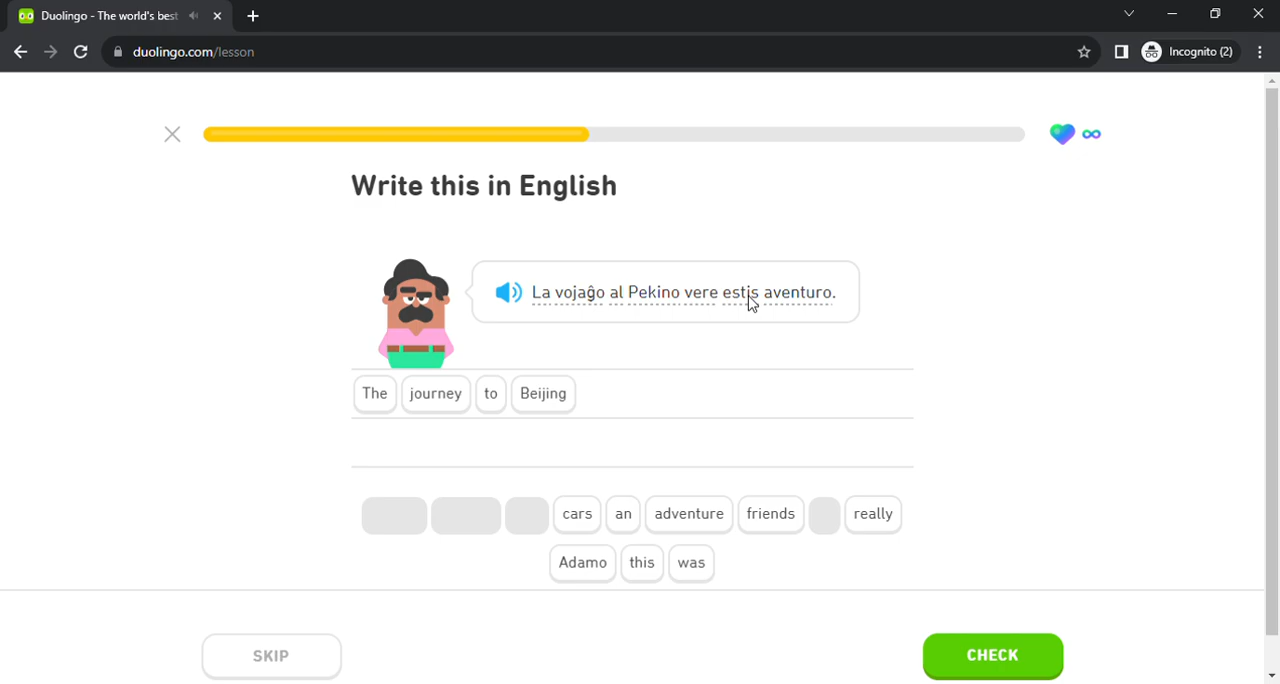 Duolingo - The world's best
duolingo.com/lesson
Incognito (2)
Write this in English
La vojaĝo al Pekino vere estis aventuro.
The journey to Beijing
cars an adventure friends really
Adamo this was
SKIP
CHECK